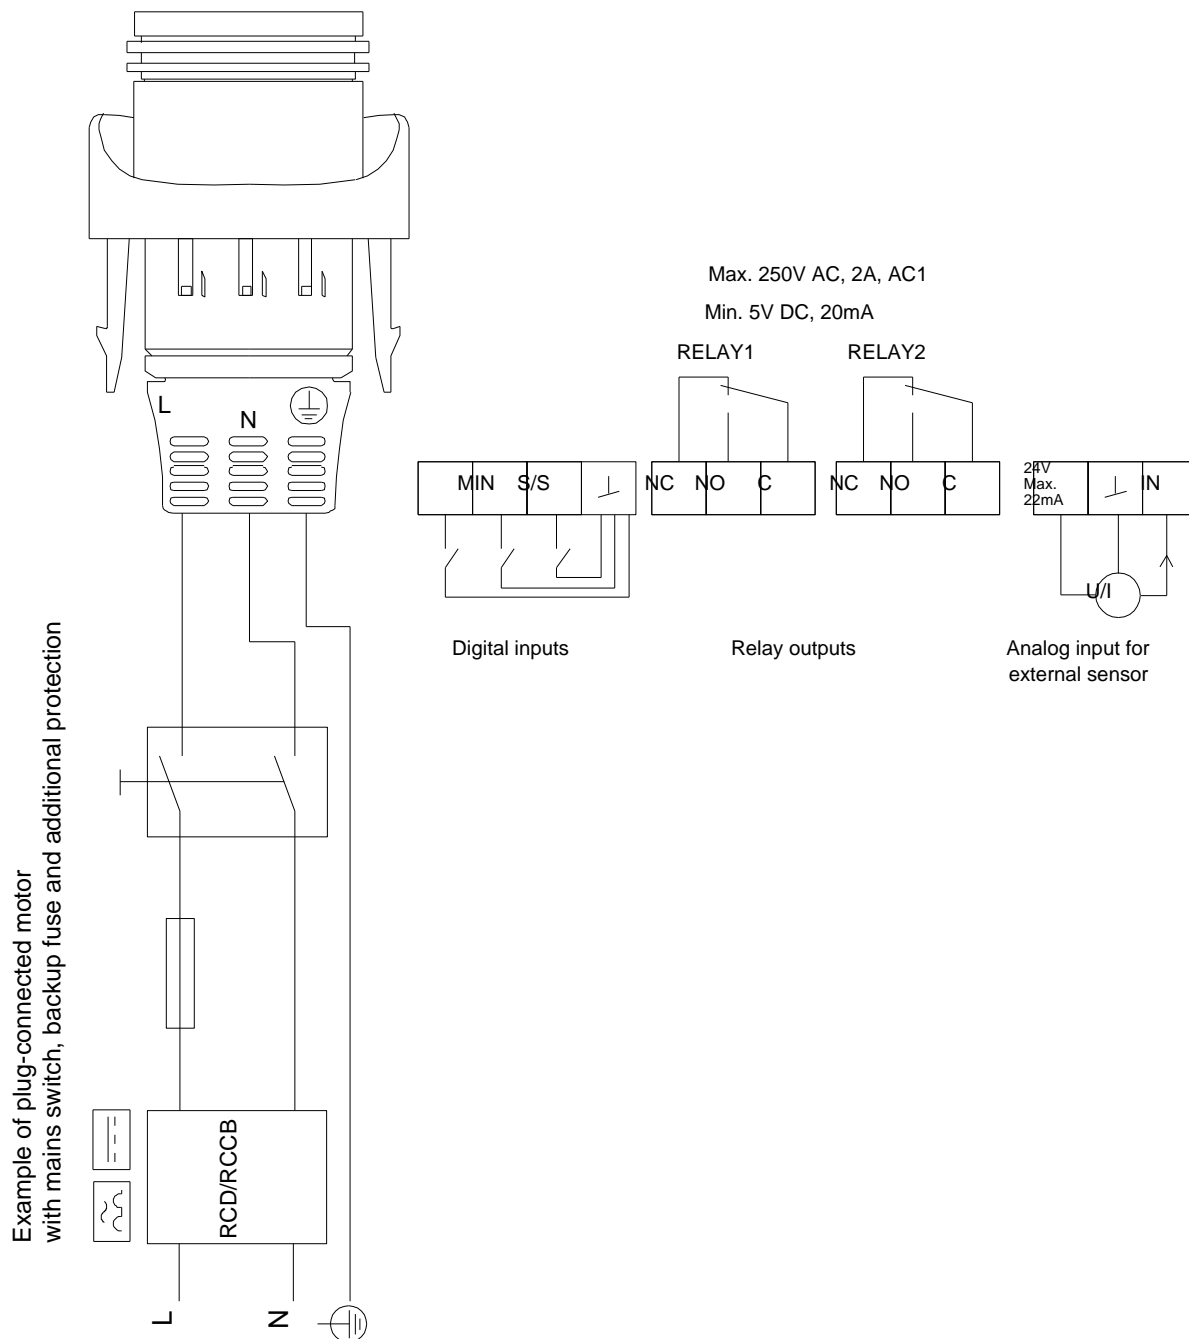 Max. 250V AC, 2A, AC1
Min. 5V DC, 20mA
RELAY1
RELAY2
L
N
MIN
S/S
NC
NO
C
NC
NO
C
24V
Max.
22mA
IN
U/I
Digital inputs
Relay outputs
Analog input for
external sensor
Example of plug-connected motor
with mains switch, backup fuse and additional protection
RCD/RCCB
L
N